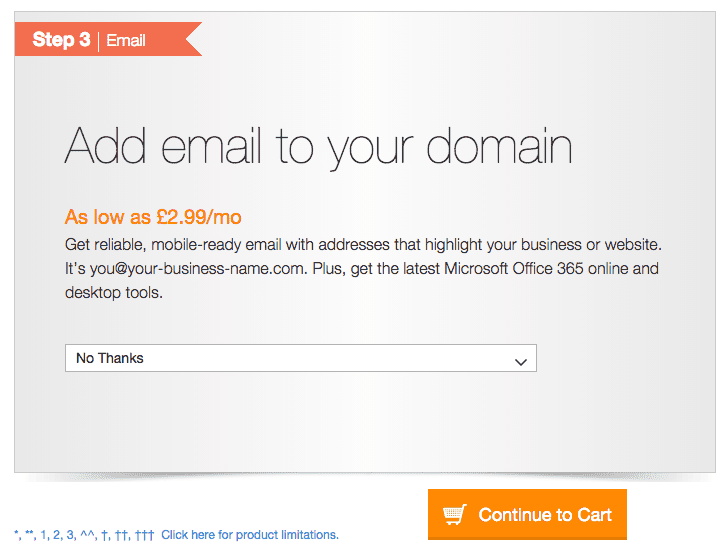 Step 3 | Email
Add email to your domain
As low as £2.99/mo
Get reliable, mobile-ready email with addresses that highlight your business or website.
It's you@your-business-name.com. Plus, get the latest Microsoft Office 365 online and
desktop tools.
No Thanks
Continue to Cart
*, **, 1, 2, 3, ^^, †, ††, ††† Click here for product limitations.